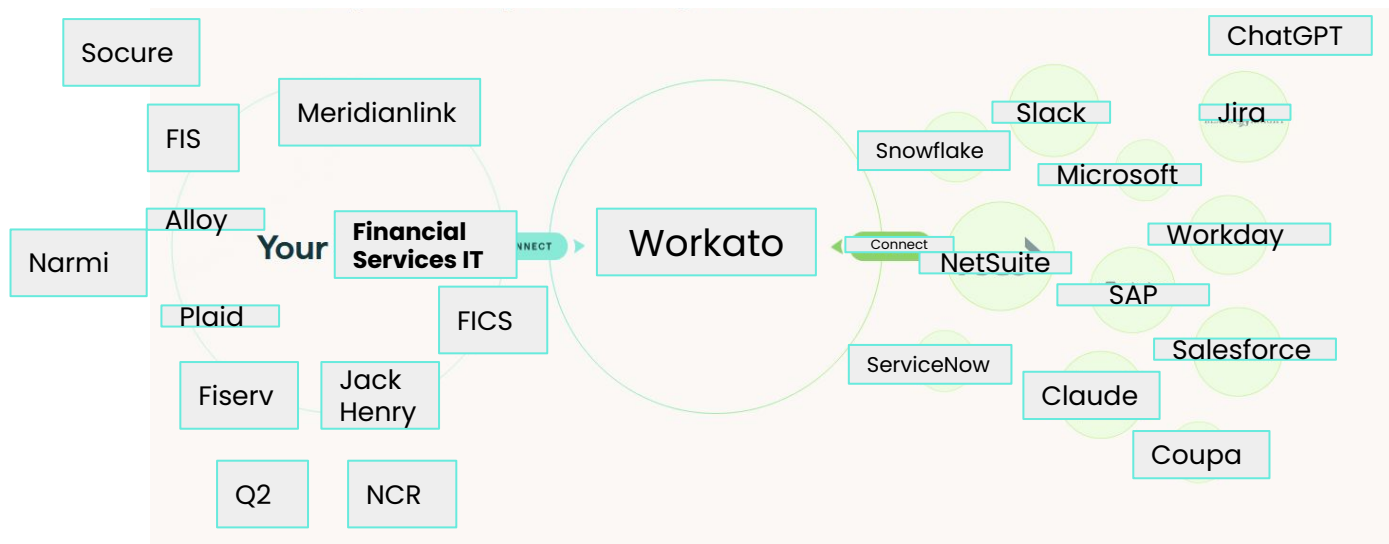 Socure
ChatGPT
FIS
Meridianlink
Slack
Jira
Snowflake
Microsoft
Alloy
Narmi
Your
Financial
Services IT
Workato
Connect
NetSuite
Workday
SAP
Plaid
FICS
Salesforce
ServiceNow
Fiserv
Jack
Henry
Claude
Coupa
Q2
NCR